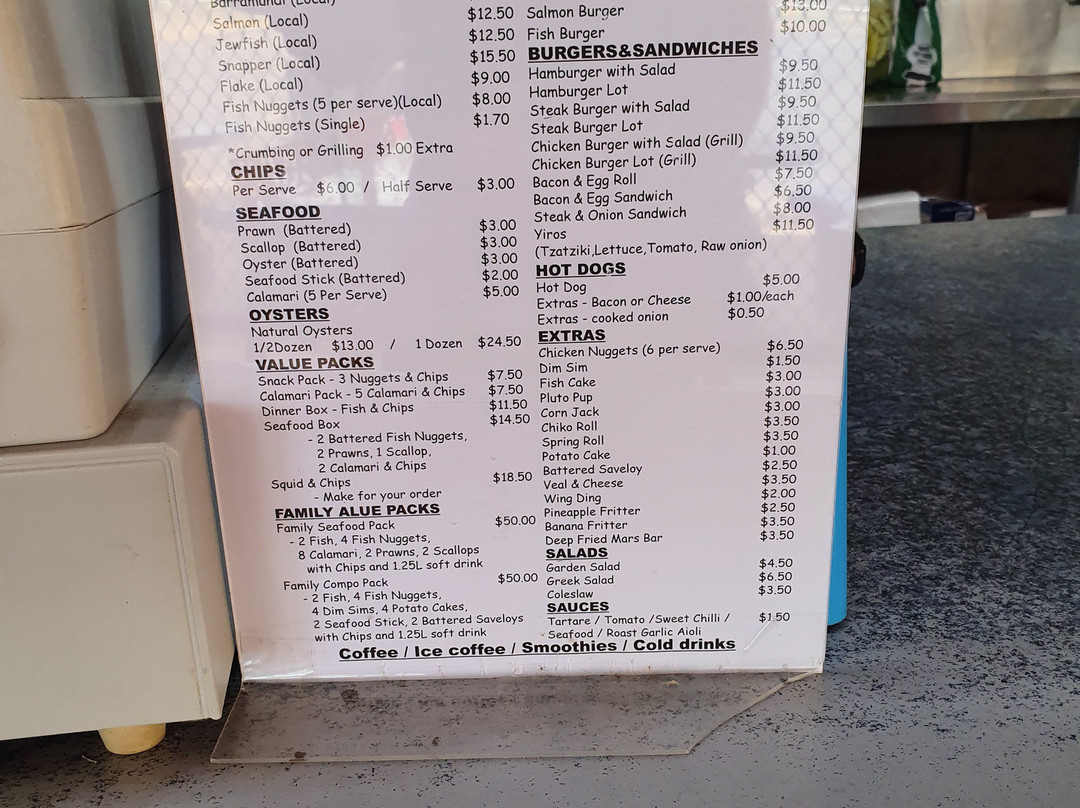 Barramundi (Local)
Salmon (Local) $12.50
Jewfish (Local) $12.50
Snapper (Local) $15.50
Flake (Local) $9.00
Fish Nuggets (5 per serve)(Local) $8.00
Fish Nuggets (Single) $1.70
*Crumbing or Grilling $1.00 Extra
CHIPS
Per Serve $6.00 / Half Serve $3.00
SEAFOOD
Prawn (Battered) $3.00
Scallop (Battered) $3.00
Oyster (Battered) $3.00
Seafood Stick (Battered) $2.00
Calamari (5 Per Serve) $5.00
OYSTERS
Natural Oysters
1/2Dozen $13.00 / 1 Dozen $24.50
VALUE PACKS
Snack Pack - 3 Nuggets & Chips $7.50
Calamari Pack - 5 Calamari & Chips $7.50
Dinner Box - Fish & Chips $11.50
Seafood Box $14.50
- 2 Battered Fish Nuggets,
2 Prawns, 1 Scallop,
2 Calamari & Chips
Squid & Chips $18.50
- Make for your order
FAMILY ALUE PACKS
Family Seafood Pack $50.00
- 2 Fish, 4 Fish Nuggets,
8 Calamari, 2 Prawns, 2 Scallops
with Chips and 1.25L soft drink
Family Compo Pack $50.00
- 2 Fish, 4 Fish Nuggets,
4 Dim Sims, 4 Potato Cakes,
2 Seafood Stick, 2 Battered Saveloys
with Chips and 1.25L soft drink
Salmon Burger $13.00
Fish Burger $10.00
BURGERS&SANDWICHES
Hamburger with Salad $9.50
Hamburger Lot $11.50
Steak Burger with Salad $9.50
Steak Burger Lot $11.50
Chicken Burger with Salad (Grill) $9.50
Chicken Burger Lot (Grill) $11.50
Bacon & Egg Roll $7.50
Bacon & Egg Sandwich $6.50
Steak & Onion Sandwich $8.00
Yiros $11.50
(Tzatziki,Lettuce,Tomato, Raw onion)
HOT DOGS
Hot Dog $5.00
Extras - Bacon or Cheese $1.00/each
Extras - cooked onion $0.50
EXTRAS
Chicken Nuggets (6 per serve) $6.50
Dim Sim $1.50
Fish Cake $3.00
Pluto Pup $3.00
Corn Jack $3.00
Chiko Roll $3.50
Spring Roll $3.50
Potato Cake $1.00
Battered Saveloy $2.50
Veal & Cheese $3.50
Wing Ding $2.00
Pineapple Fritter $2.50
Banana Fritter $3.50
Deep Fried Mars Bar $3.50
SALADS
Garden Salad $4.50
Greek Salad $6.50
Coleslaw $3.50
SAUCES
Tartare / Tomato /Sweet Chilli / $1.50
- Seafood / Roast Garlic Aioli
Coffee / Ice coffee / Smoothies / Cold drinks